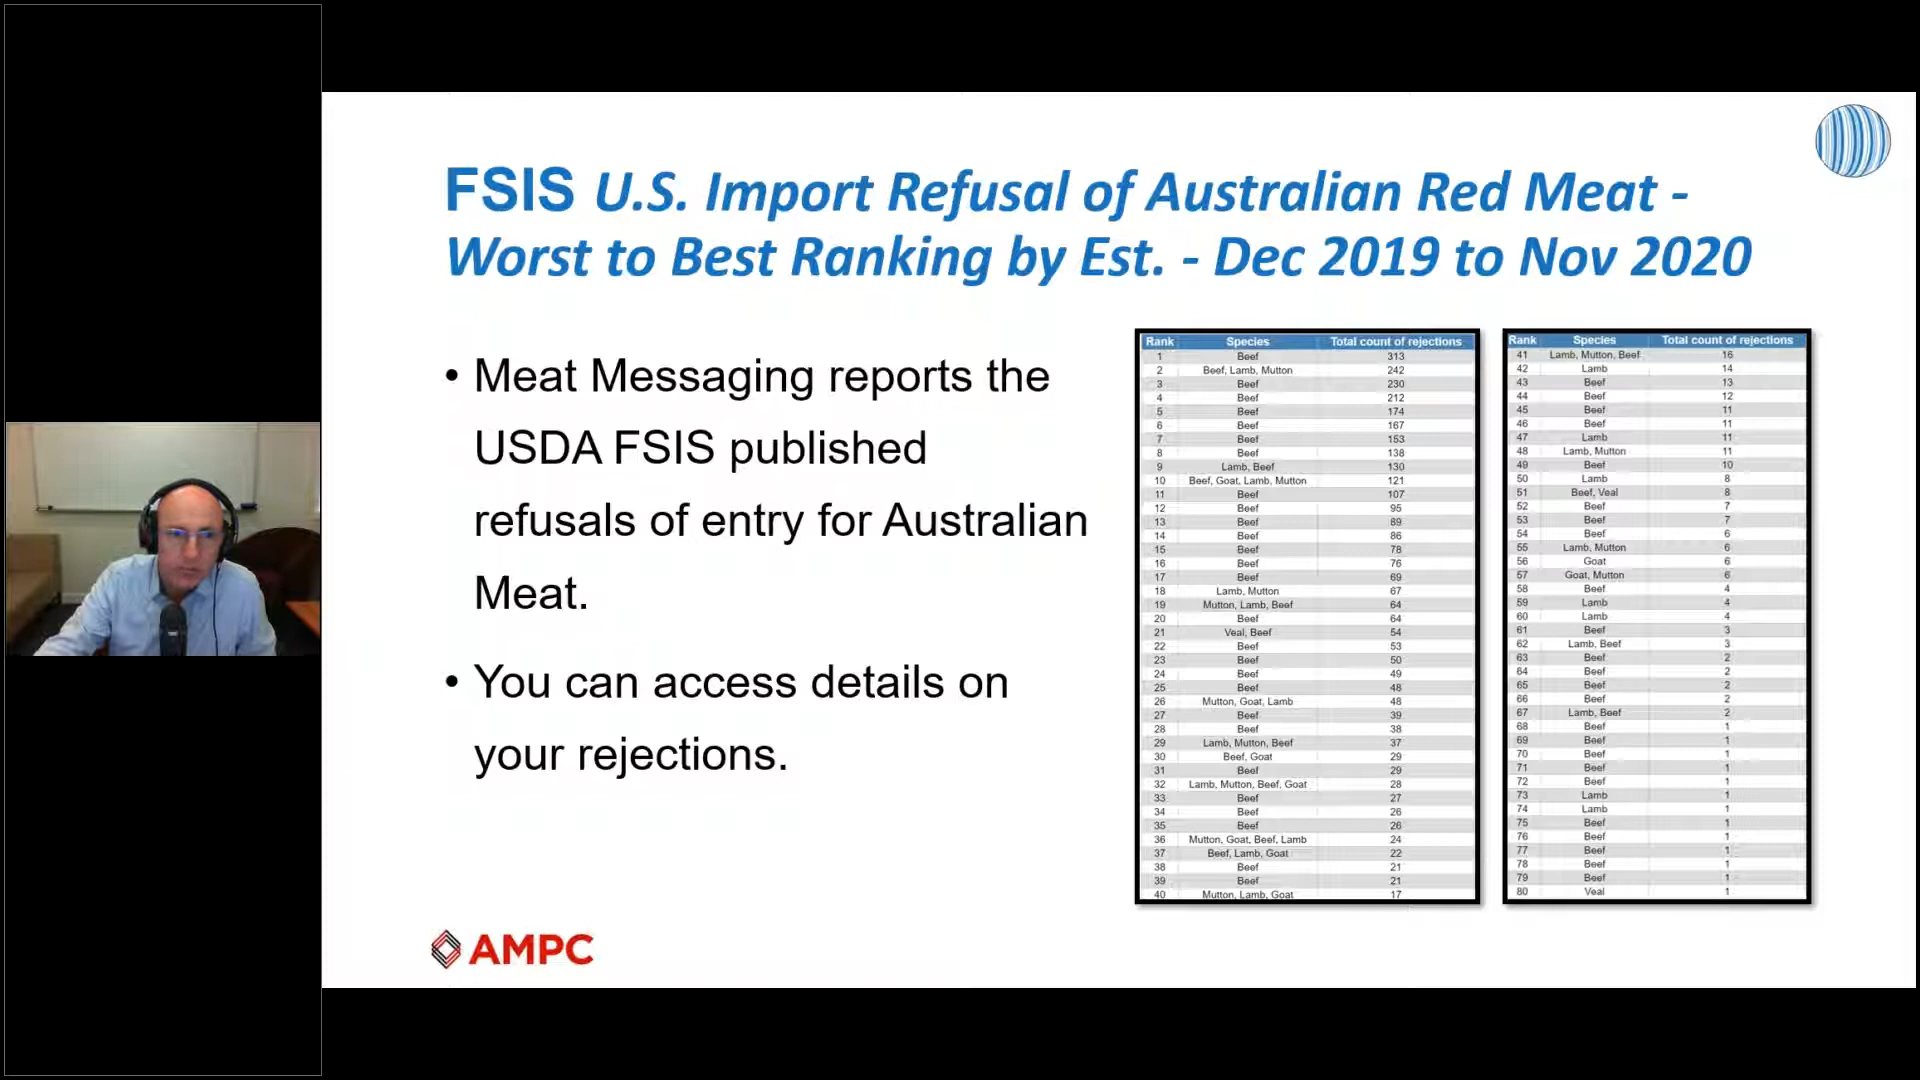 FSIS U.S. Import Refusal of Australian Red Meat -
Worst to Best Ranking by Est. - Dec 2019 to Nov 2020
• Meat Messaging reports the
USDA FSIS published
refusals of entry for Australian
Meat.
• You can access details on
your rejections.
Rank Species Total count of rejections
1 Beef 313
2 Beef, Lamb, Mutton 242
3 Beef 230
4 Beef 212
5 Beef 174
6 Beef 167
7 Beef 153
8 Beef 138
9 Lamb, Beef 130
10 Beef, Goat, Lamb, Mutton 121
11 Beef 107
12 Beef 95
13 Beef 89
14 Beef 86
15 Beef 78
16 Beef 76
17 Beef 69
18 Lamb, Mutton 67
19 Mutton, Lamb, Beef 64
20 Beef 64
21 Veal, Beef 54
22 Beef 53
23 Beef 50
24 Beef 49
25 Beef 48
26 Mutton, Goat, Lamb 48
27 Beef 39
28 Beef 38
29 Lamb, Mutton, Beef 37
30 Beef, Goat 29
31 Beef 29
32 Lamb, Mutton, Beef, Goat 28
33 Beef 27
34 Beef 26
35 Beef 26
36 Mutton, Goat, Beef, Lamb 24
37 Beef, Lamb, Goat 22
38 Beef 21
39 Beef 21
40 Mutton, Lamb, Goat 17
Rank Species Total count of rejections
41 Lamb, Mutton, Beef 16
42 Lamb 14
43 Beef 13
44 Beef 12
45 Beef 11
46 Beef 11
47 Lamb 11
48 Lamb, Mutton 11
49 Beef 10
50 Lamb 8
51 Beef, Veal 8
52 Beef 7
53 Beef 7
54 Beef 6
55 Lamb, Mutton 6
56 Goat 6
57 Goat, Mutton 6
58 Beef 4
59 Lamb 4
60 Lamb 4
61 Beef 3
62 Lamb, Beef 3
63 Beef 2
64 Beef 2
65 Beef 2
66 Beef 2
67 Lamb, Beef 2
68 Beef 1
69 Beef 1
70 Beef 1
71 Beef 1
72 Beef 1
73 Lamb 1
74 Lamb 1
75 Beef 1
76 Beef 1
77 Beef 1
78 Beef 1
79 Beef 1
80 Veal 1
AMPC